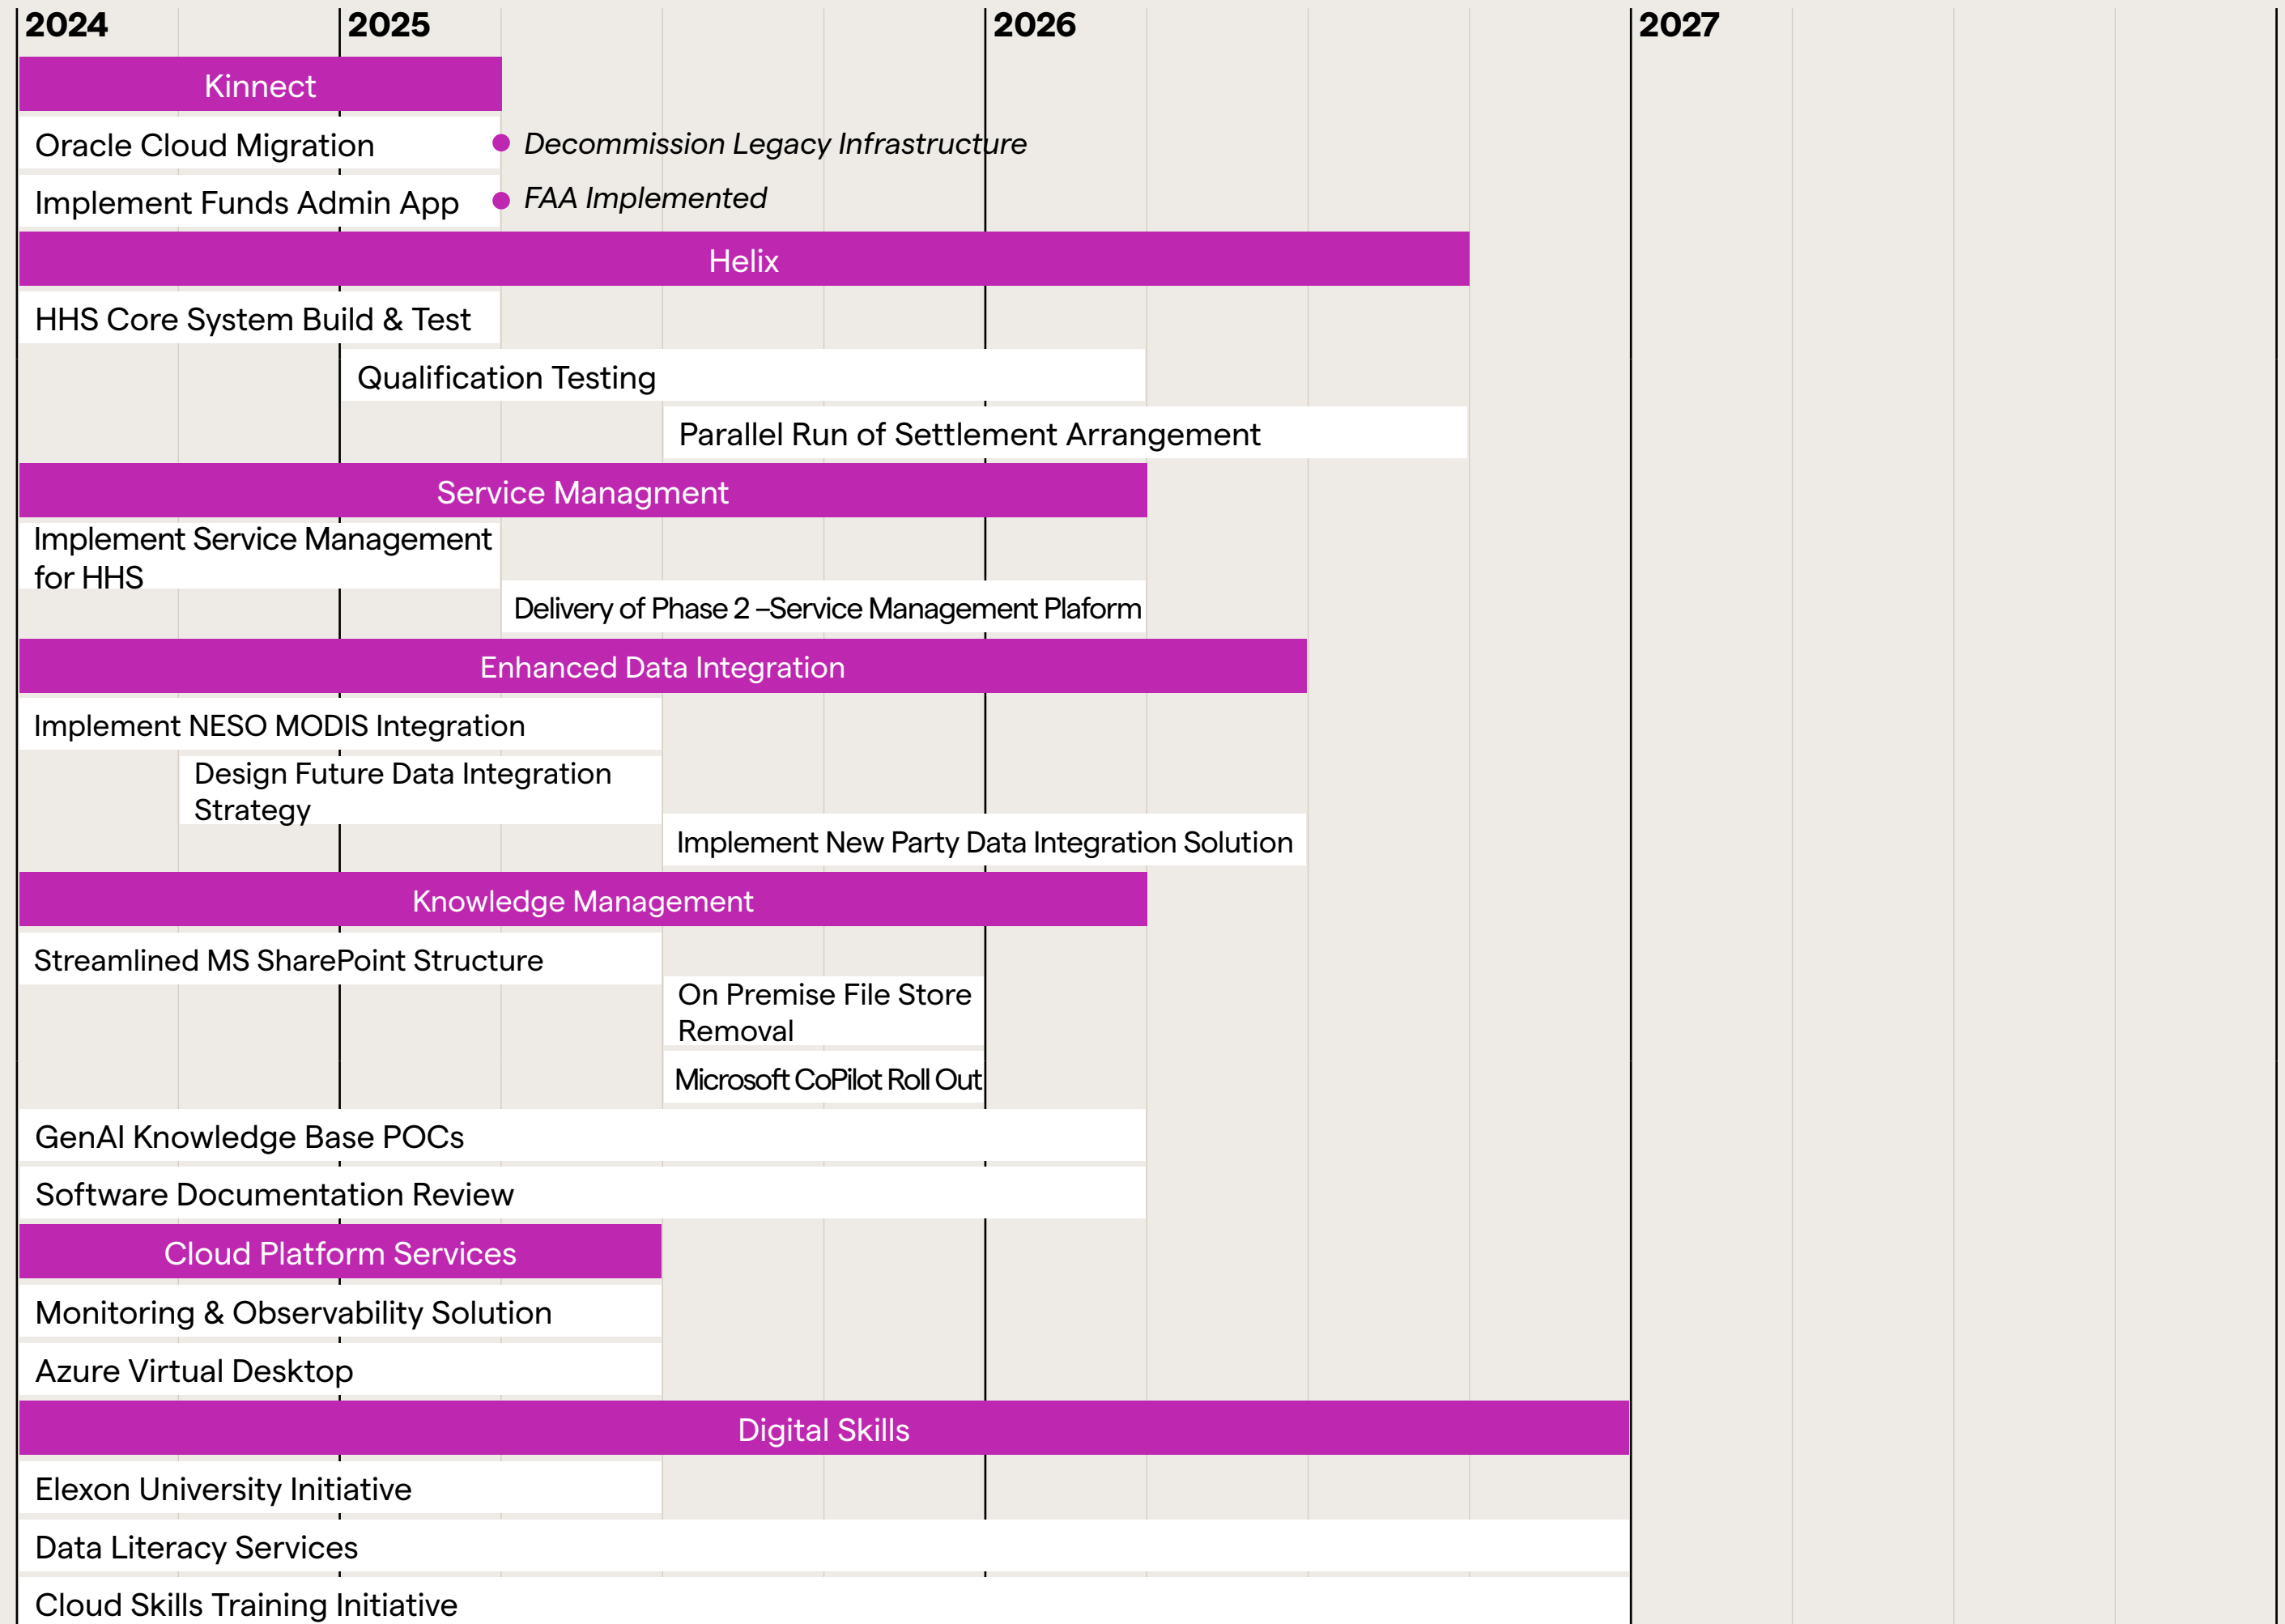 2024
2025
2026
2027
Kinnect
Oracle Cloud Migration
Decommission Legacy Infrastructure
Implement Funds Admin App
FAA Implemented
Helix
HHS Core System Build & Test
Qualification Testing
Parallel Run of Settlement Arrangement
Service Managment
Implement Service Management
for HHS
Delivery of Phase 2 –Service Management Plaform
Enhanced Data Integration
Implement NESO MODIS Integration
Design Future Data Integration
Strategy
Implement New Party Data Integration Solution
Knowledge Management
Streamlined MS SharePoint Structure
On Premise File Store
Removal
Microsoft CoPilot Roll Out
GenAI Knowledge Base POCs
Software Documentation Review
Cloud Platform Services
Monitoring & Observability Solution
Azure Virtual Desktop
Digital Skills
Elexon University Initiative
Data Literacy Services
Cloud Skills Training Initiative